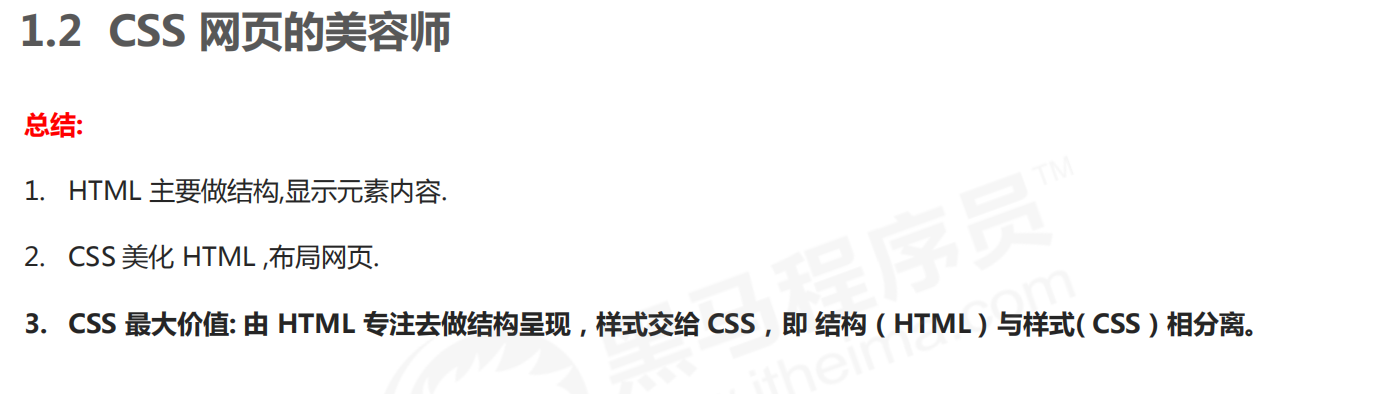 1.2 CSS 网页的美容师
总结:
1. HTML 主要做结构,显示元素内容.
2. CSS 美化 HTML ,布局网页.
3. CSS 最大价值: 由 HTML 专注去做结构呈现，样式交给 CSS，即 结构（ HTML ）与样式( CSS ) 相分离。
黑马程序员™
itheima.com